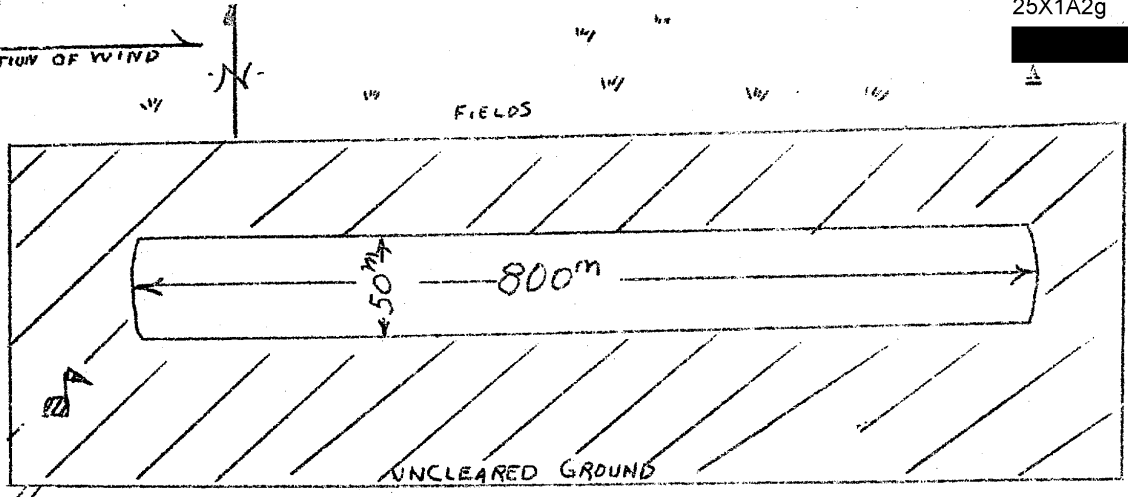 25X1A2g
TION OF WIND
N
FIELDS
50m
800m
UNCLEARED GROUND